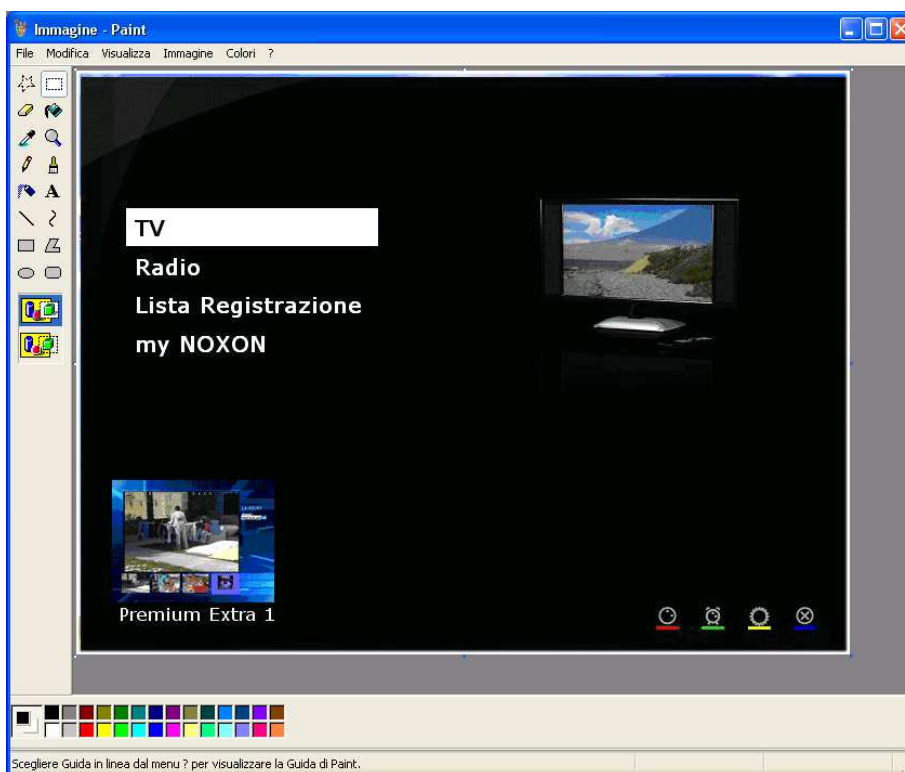 Immagine - Paint
File Modifica Visualizza Immagine Colori ?
A
TV
Radio
Lista Registrazione
my NOXON
Premium Extra 1
Scegliere Guida in linea dal menu ? per visualizzare la Guida di Paint.